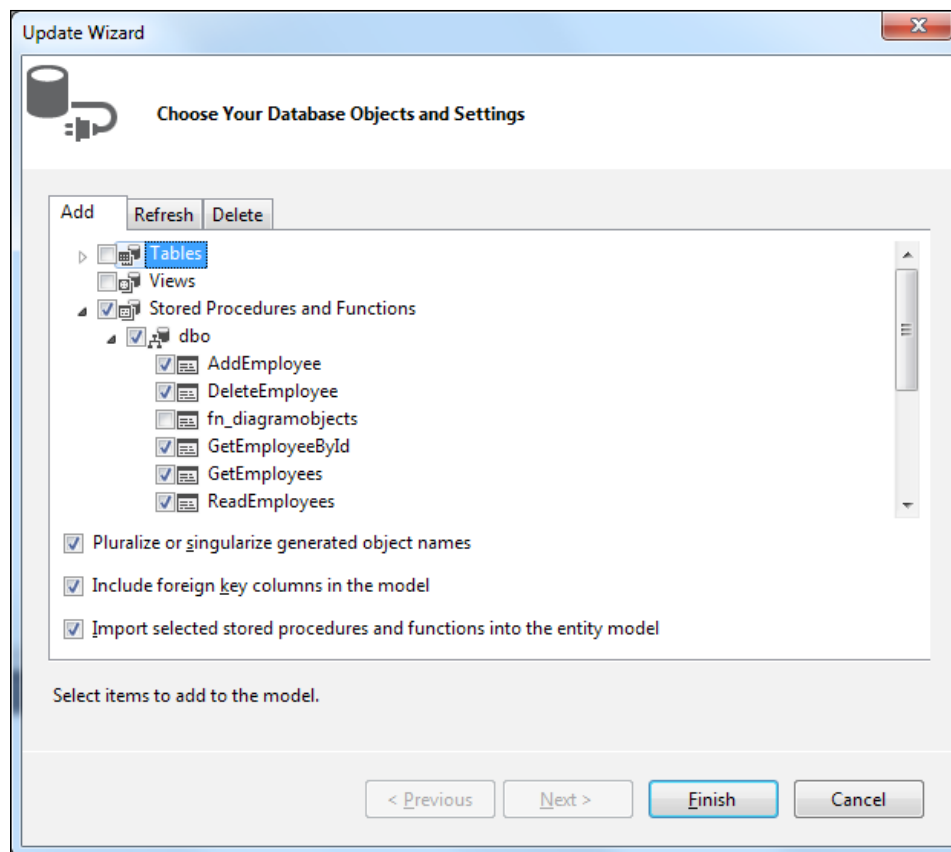 Update Wizard
Choose Your Database Objects and Settings
Add
Refresh
Delete
Tables
Views
Stored Procedures and Functions
dbo
AddEmployee
DeleteEmployee
fn_diagramobjects
GetEmployeeById
GetEmployees
ReadEmployees
Pluralize or singularize generated object names
Include foreign key columns in the model
Import selected stored procedures and functions into the entity model
Select items to add to the model.
< Previous
Next >
Finish
Cancel